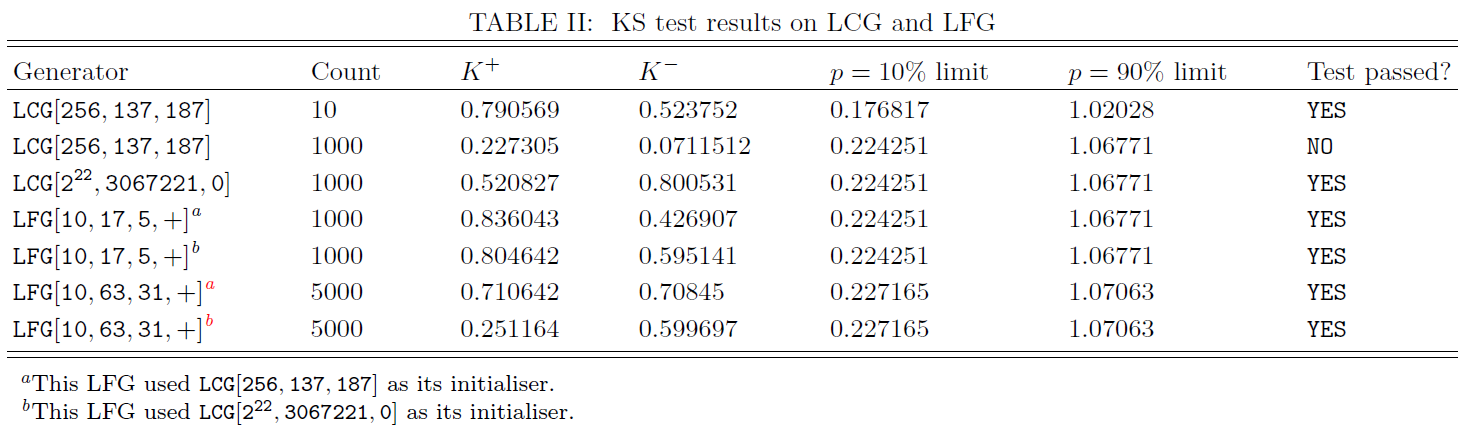 TABLE II: KS test results on LCG and LFG
Generator Count K⁺ K⁻ p = 10% limit p = 90% limit Test passed?
LCG[256, 137, 187] 10 0.790569 0.523752 0.176817 1.02028 YES
LCG[256, 137, 187] 1000 0.227305 0.0711512 0.224251 1.06771 NO
LCG[2²², 3067221, 0] 1000 0.520827 0.800531 0.224251 1.06771 YES
LFG[10, 17, 5, +]ᵃ 1000 0.836043 0.426907 0.224251 1.06771 YES
LFG[10, 17, 5, +]ᵇ 1000 0.804642 0.595141 0.224251 1.06771 YES
LFG[10, 63, 31, +]ᵃ 5000 0.710642 0.70845 0.227165 1.07063 YES
LFG[10, 63, 31, +]ᵇ 5000 0.251164 0.599697 0.227165 1.07063 YES
ᵃThis LFG used LCG[256, 137, 187] as its initialiser.
ᵇThis LFG used LCG[2²², 3067221, 0] as its initialiser.